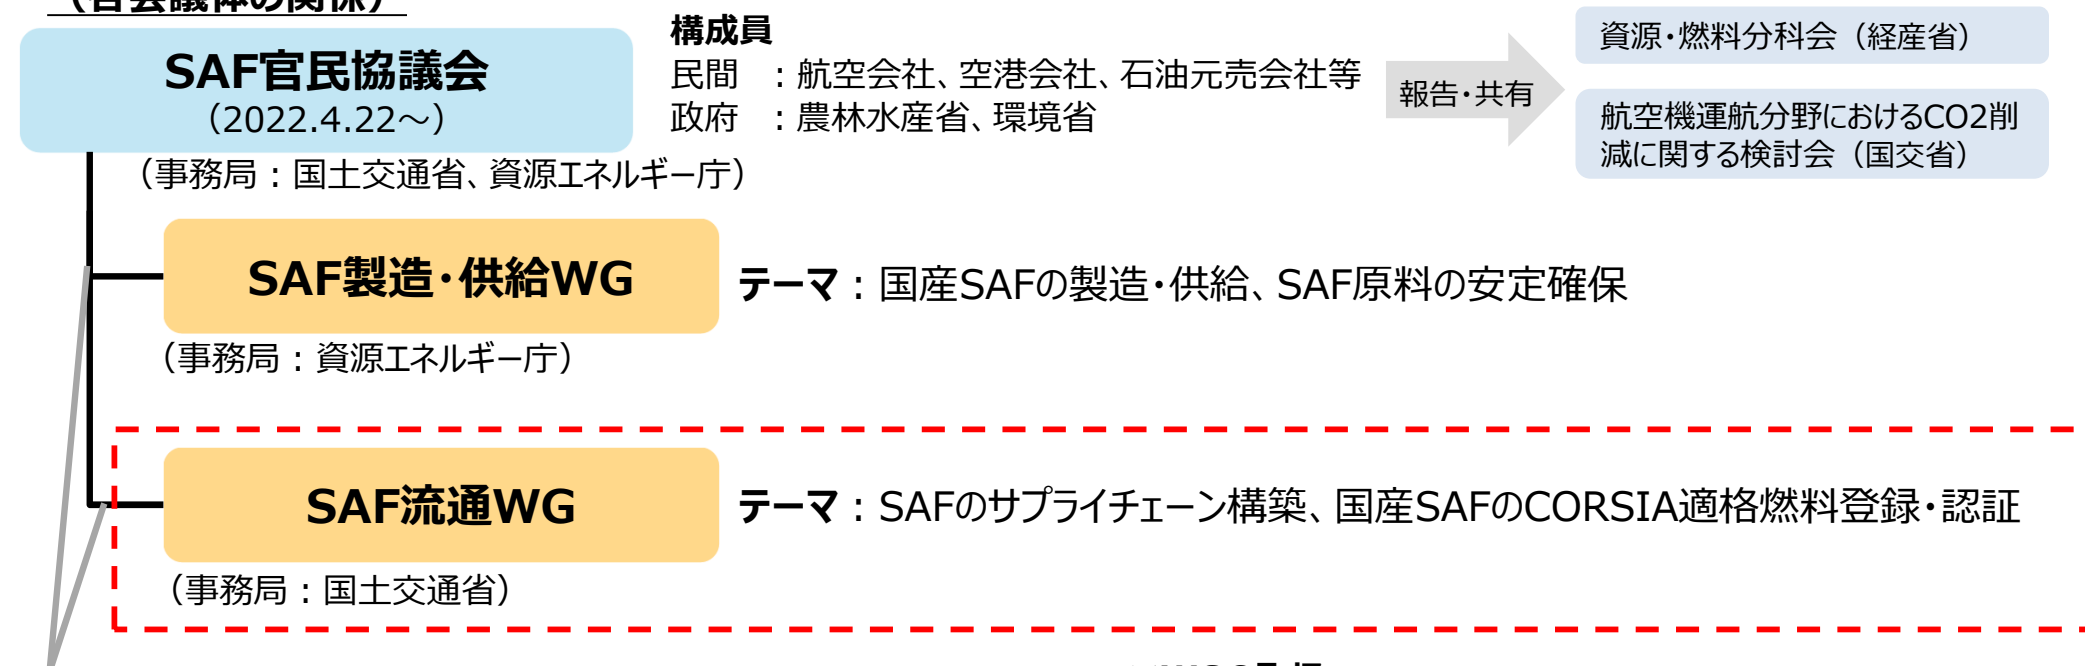 （各会議体の関係）
SAF官民協議会
（2022.4.22～）
（事務局：国土交通省、資源エネルギー庁）
構成員
民間　：航空会社、空港会社、石油元売会社等
政府　：農林水産省、環境省
報告・共有
資源・燃料分科会（経産省）
航空機運航分野におけるCO2削
減に関する検討会（国交省）
SAF製造・供給WG
テーマ：国産SAFの製造・供給、SAF原料の安定確保
（事務局：資源エネルギー庁）
SAF流通WG
テーマ：SAFのサプライチェーン構築、国産SAFのCORSIA適格燃料登録・認証
（事務局：国土交通省）